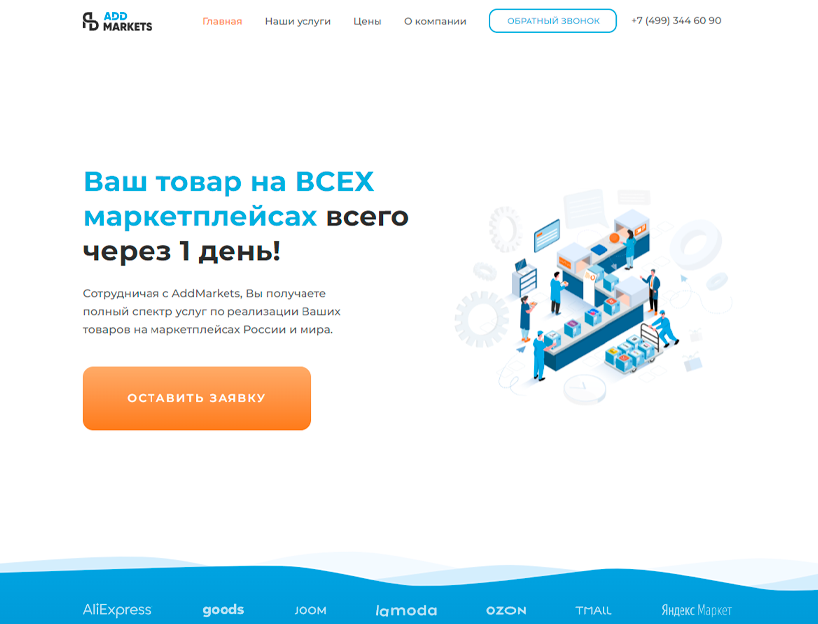 ADD
MARKETS
Главная
Наши услуги
Цены
О компании
ОБРАТНЫЙ ЗВОНОК
+7 (499) 344 60 90
Ваш товар на ВСЕХ
маркетплейсах всего
через 1 день!
Сотрудничая с AddMarkets, Вы получаете
полный спектр услуг по реализации Ваших
товаров на маркетплейсах России и мира.
ОСТАВИТЬ ЗАЯВКУ
AliExpress
goods
JOOM
lamoda
OZON
TMALL
Яндекс Маркет